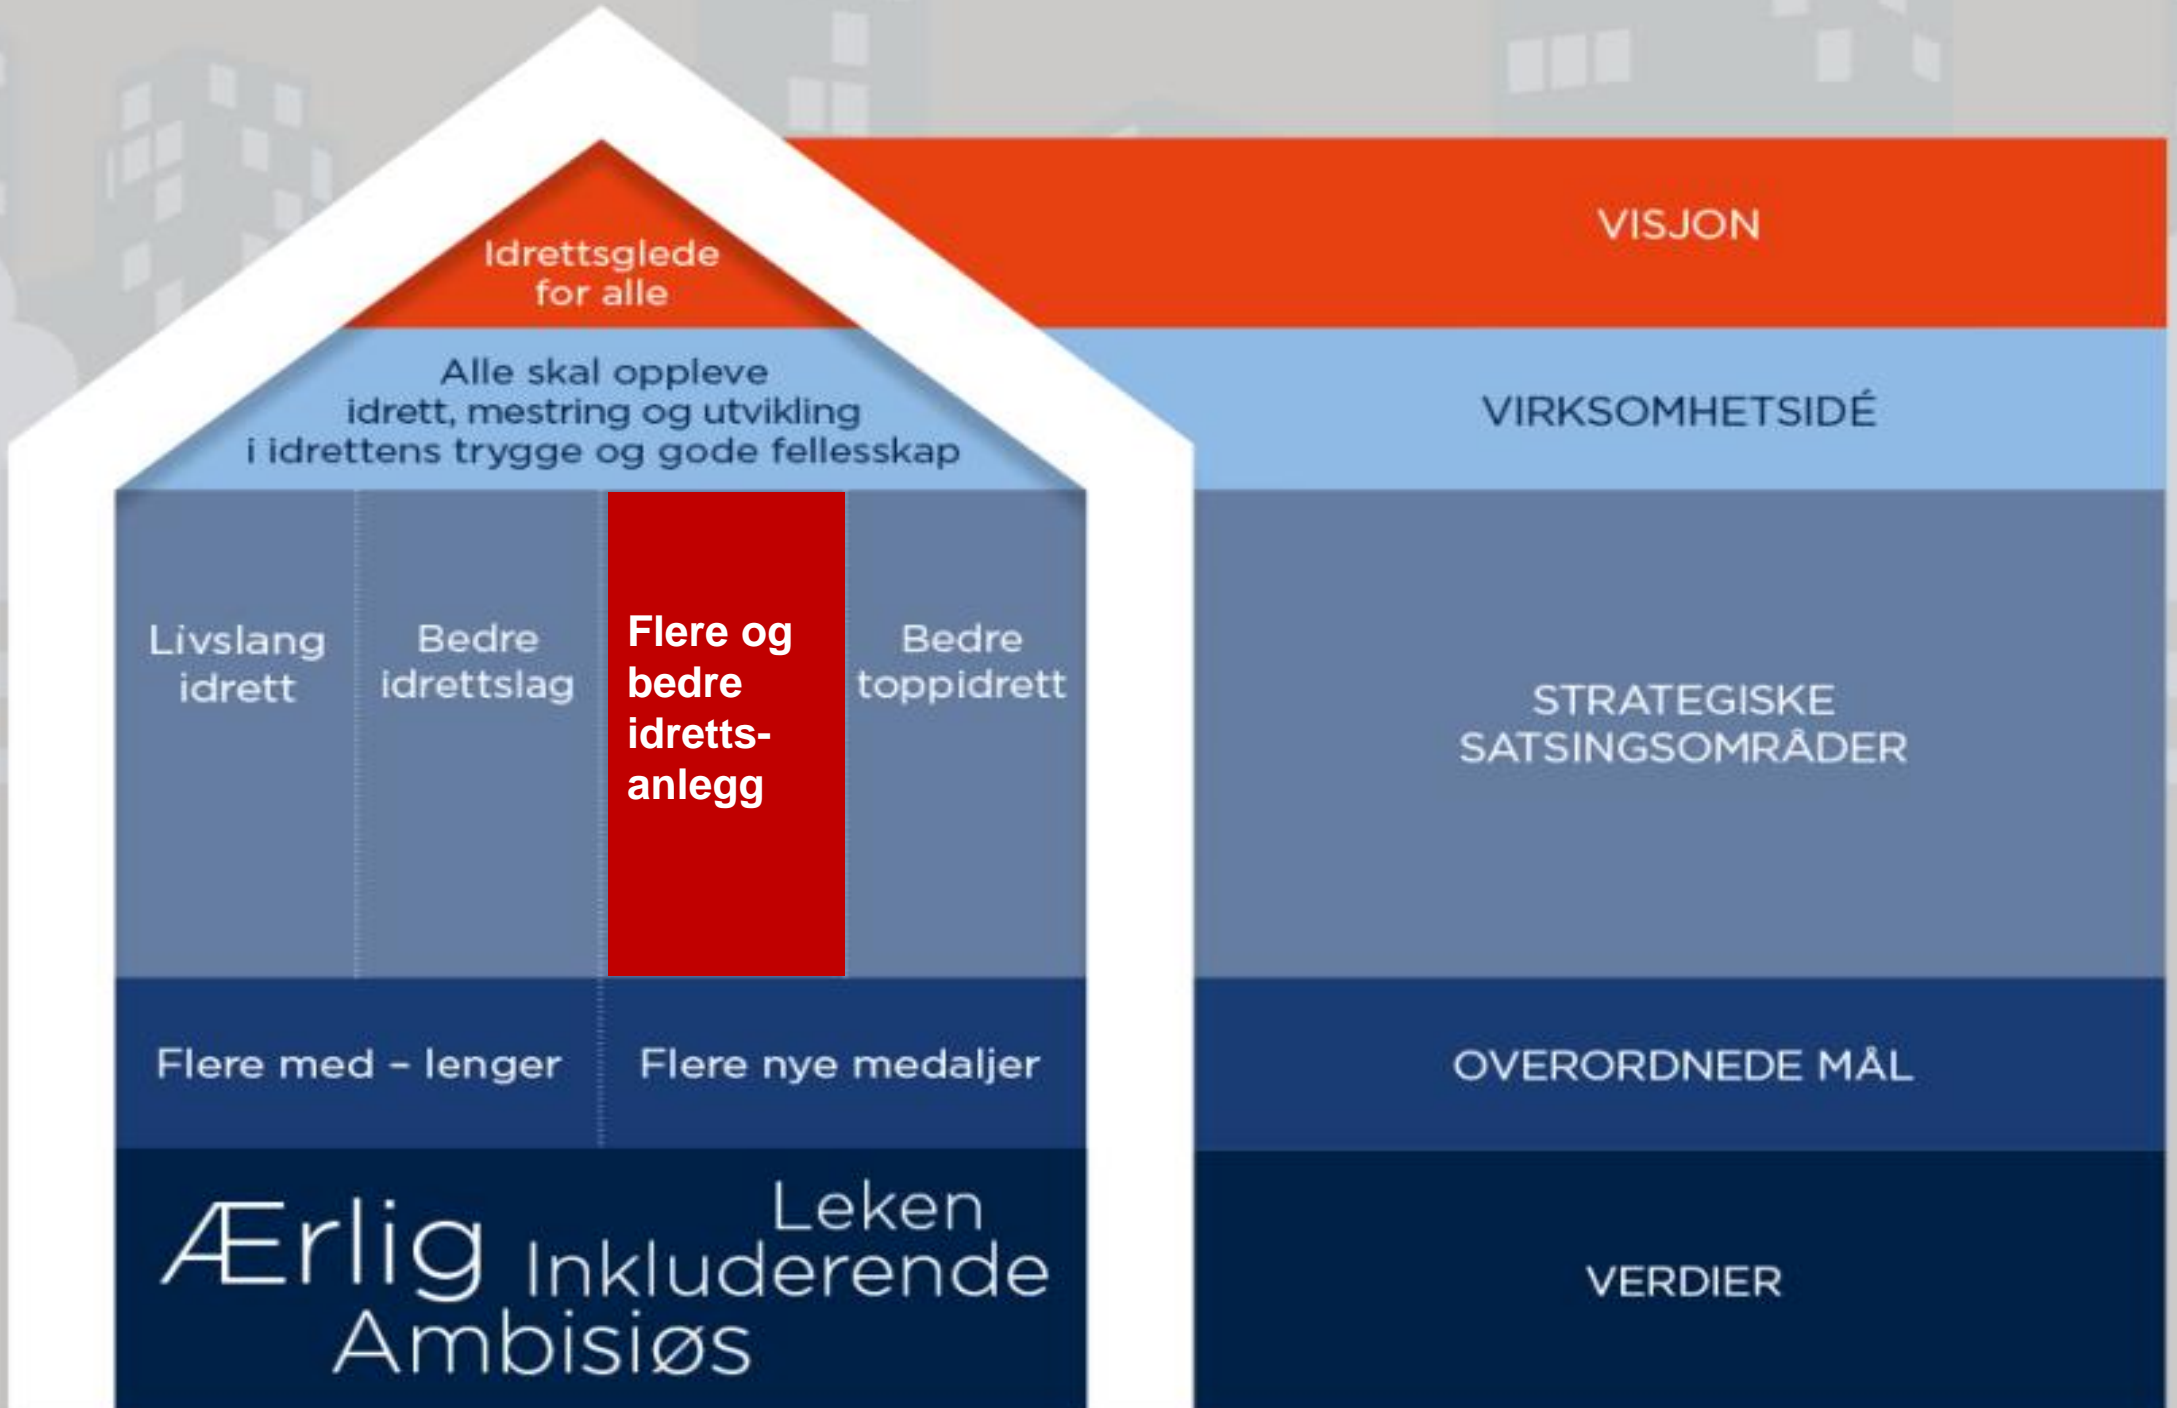 Idrettsglede
for alle
VISJON
Alle skal oppleve
idrett, mestring og utvikling
i idrettens trygge og gode fellesskap
VIRKSOMHETSIDÉ
Livslang
idrett
Bedre
idrettslag
Flere og
bedre
idretts-
anlegg
Bedre
toppidrett
STRATEGISKE
SATSINGSOMRÅDER
Flere med – lenger
Flere nye medaljer
OVERORDNEDE MÅL
Ærlig
Leken
Inkluderende
Ambisiøs
VERDIER